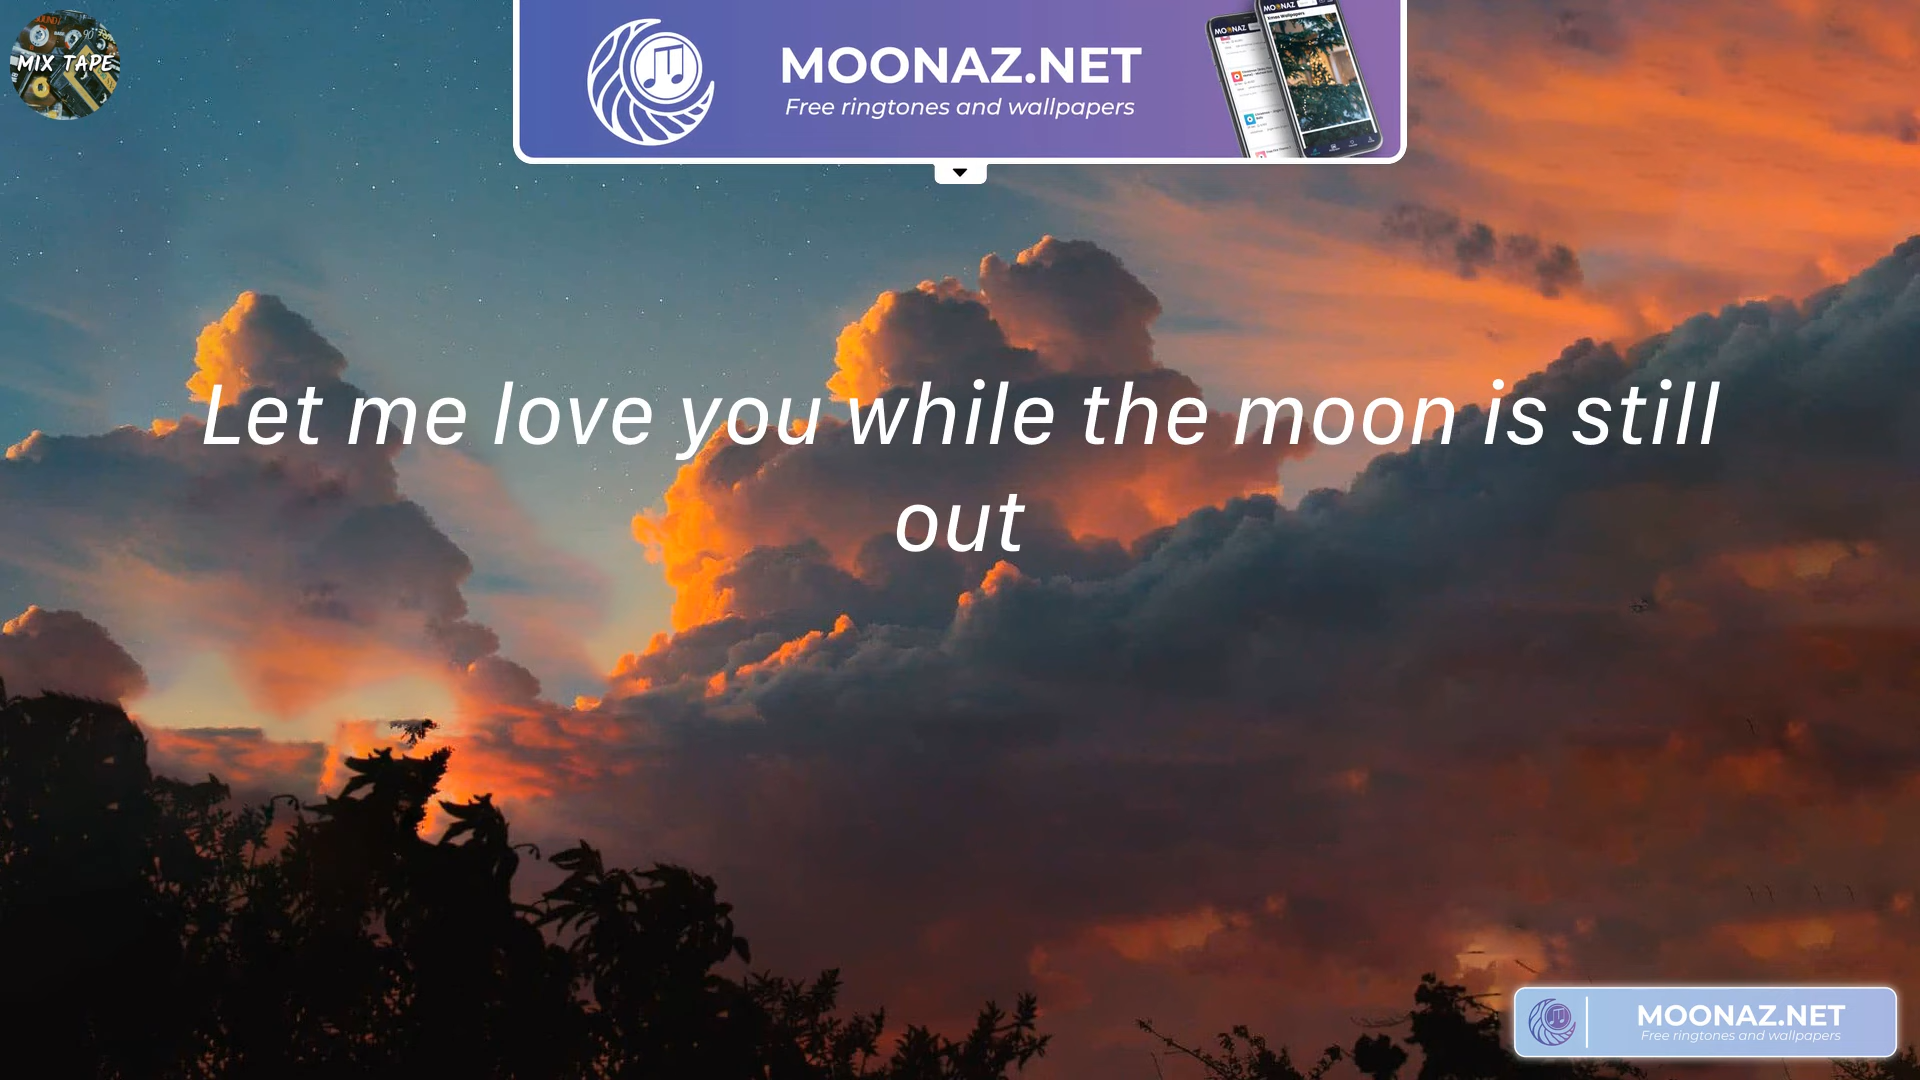 MIX TAPE
MOONAZ.NET
Free ringtones and wallpapers
Let me love you while the moon is still
out
MOONAZ.NET
Free ringtones and wallpapers